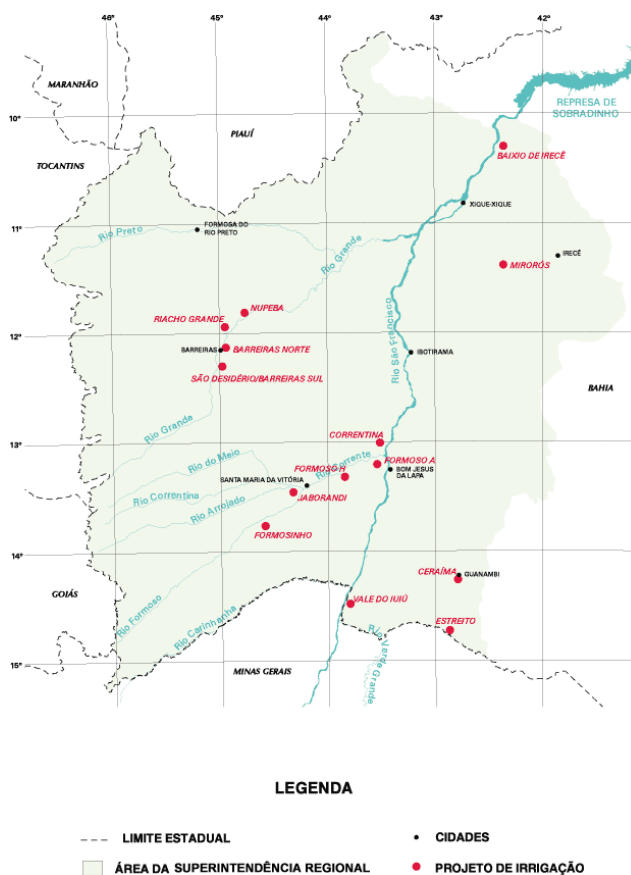 46°
45°
44°
43°
42°
MARANHÃO
REPRESA DE
SOBRADINHO
10°
PIAUÍ
TOCANTINS
BAIXIO DE IRECÊ
XIQUE-XIQUE
11°
FORMOSA DO
RIO PRETO
Rio Preto
Rio Grande
IRECÊ
MIRORÓS
NUPEBA
RIACHO GRANDE
Rio São Francisco
12°
BARREIRAS
BARREIRAS NORTE
IBOTIRAMA
SÃO DESIDÉRIO/BARREIRAS SUL
BAHIA
Rio Grande
13°
CORRENTINA
Rio do Meio
FORMOSO A
FORMOSO H
Rio Corrente
BOM JESUS
DA LAPA
SANTA MARIA DA VITÓRIA
Rio Correntina
JABORANDI
Rio Arrojado
FORMOSINHO
14°
CERAÍMA
GUANAMBI
GOIÁS
VALE DO IUIÚ
Rio Formoso
Rio Carinhanha
ESTREITO
Rio Verde Grande
15°
MINAS GERAIS
LEGENDA
LIMITE ESTADUAL
CIDADES
ÁREA DA SUPERINTENDÊNCIA REGIONAL
PROJETO DE IRRIGAÇÃO